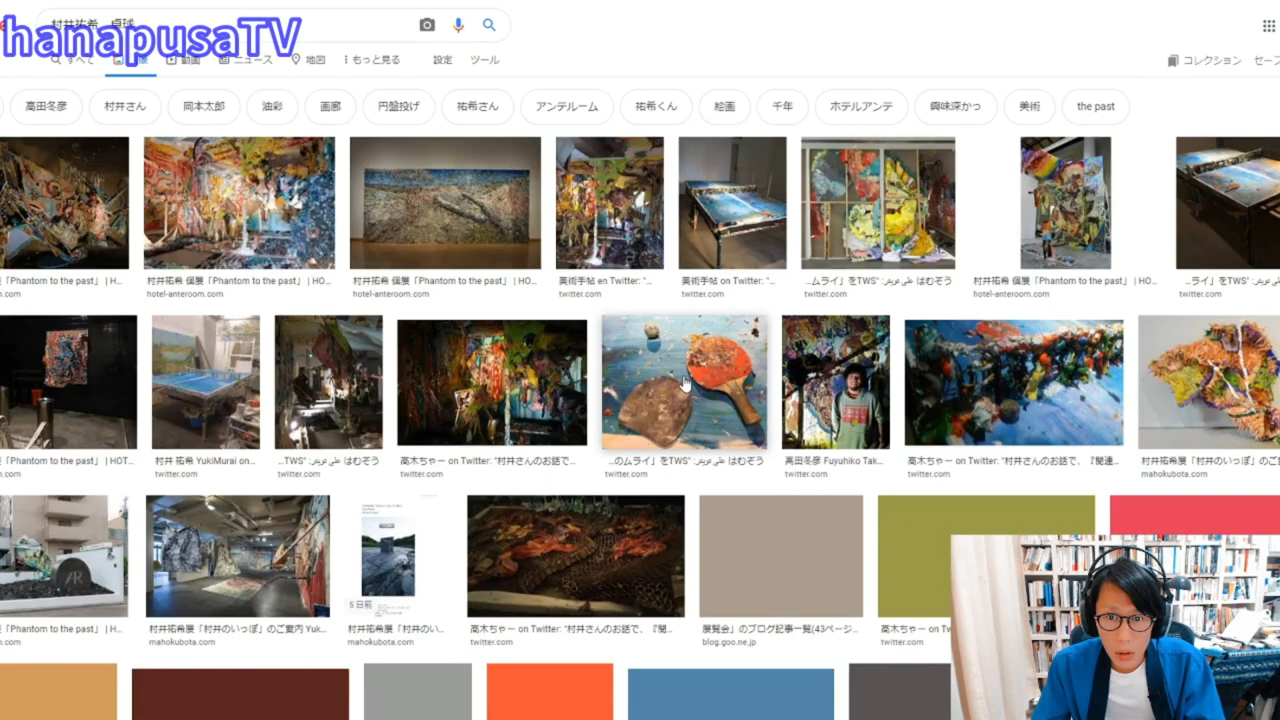 村井祐希　卓球
hanapusaTV
すべて
動画
ニュース
地図
もっと見る
設定
ツール
コレクション
セーフ
高田冬彦
村井さん
岡本太郎
油彩
画廊
円盤投げ
祐希さん
アンテルーム
祐希くん
絵画
千年
ホテルアンテ
興味深かっ
美術
the past
「Phantom to the past」 | H...
村井祐希 個展「Phantom to the past」 | HO...
村井祐希 個展「Phantom to the past」 | HO...
美術手帖 en Twitter: "...
美術手帖 on Twitter: "...
...ムライ」をTWS" :علي تويتر はむぞう
村井祐希 個展「Phantom to the past」 | HO...
...ライ」をTWS"
n.com
hotel-anteroom.com
hotel-anteroom.com
twitter.com
twitter.com
twitter.com
hotel-anteroom.com
twitter.com
「Phantom to the past」 | HOT...
村井 祐希 YukiMurai on...
...TWS" :علي تويتر はむぞう
高木ちゃー on Twitter: "村井さんのお話で...
...のムライ」をTWS" :علي تويتر はむぞう
高田冬彦 Fuyuhiko Tak...
高木ちゃー on Twitter: "村井さんのお話で、『関連...
村井祐希展「村井のいっぽ」のご
.com
twitter.com
twitter.com
twitter.com
twitter.com
twitter.com
twitter.com
mahokubota.com
5 日前
「Phantom to the past」 | H...
村井祐希展「村井のいっぽ」のご案内 Yuk...
村井祐希展「村井のい...
高木ちゃー on Twitter: "村井さんのお話で、『関...
展覧会」のブログ記事一覧(43ページ...
高木ちゃー on Tw
n.com
mahokubota.com
mahokubota.com
twitter.com
blog.goo.ne.jp
twitter.com